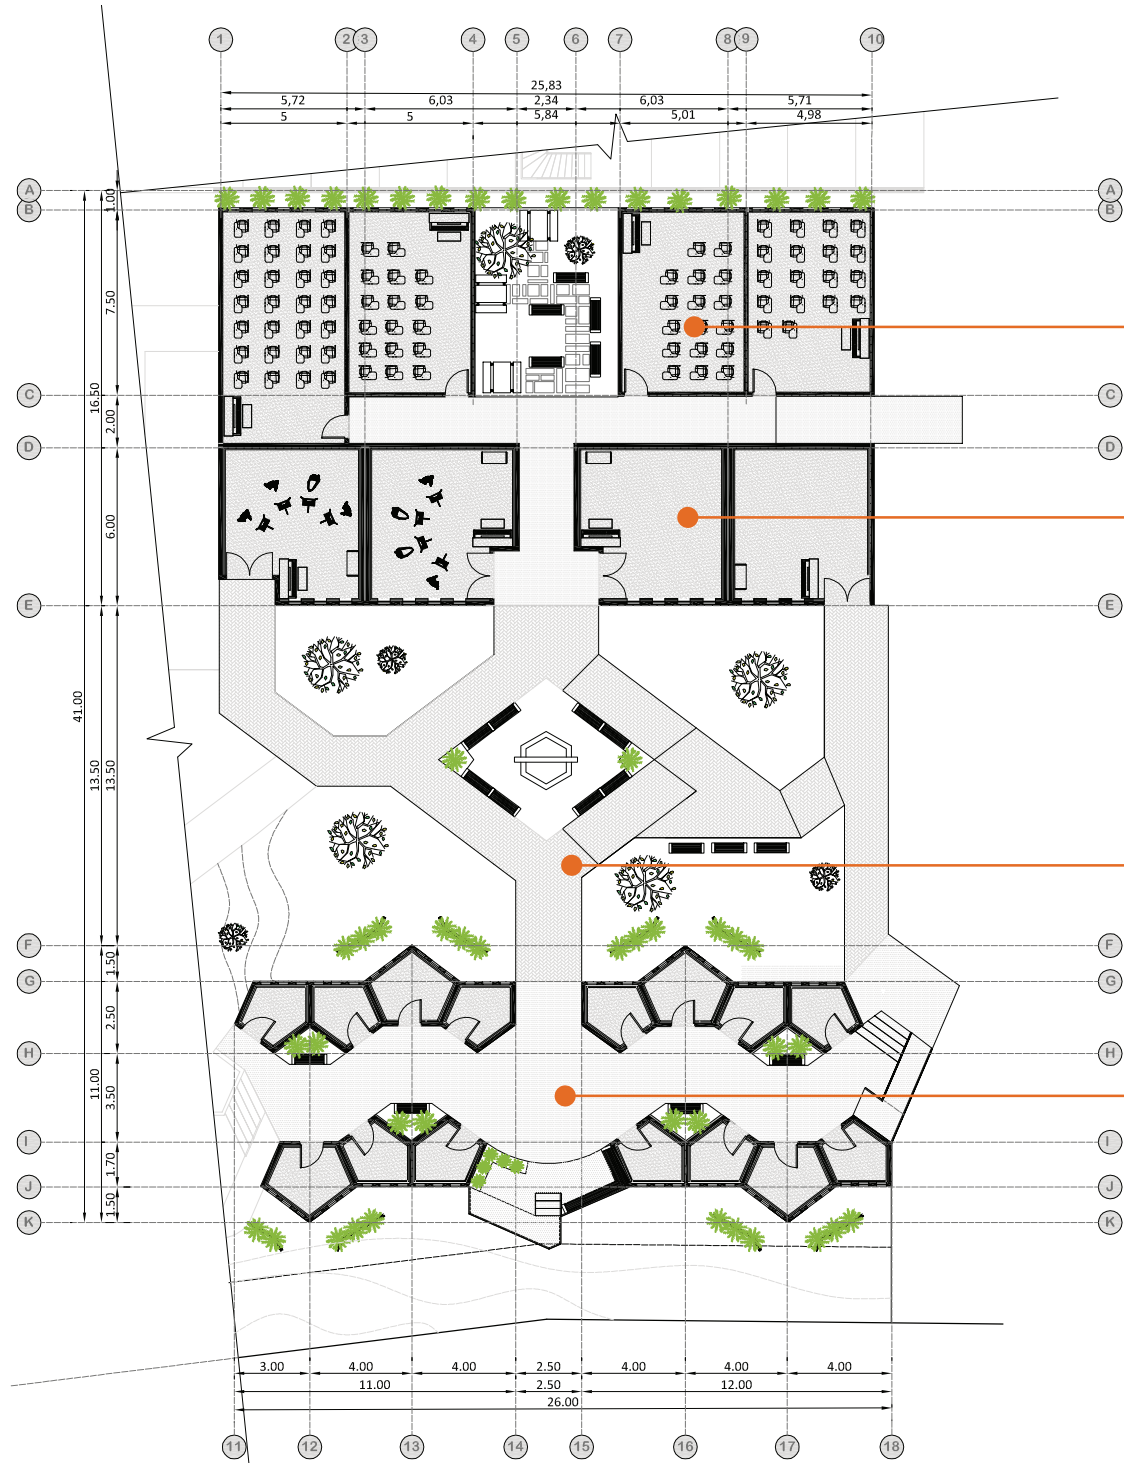 1 2 3 4 5 6 7 8 9 10
25,83
5,72 6,03 2,34 6,03 5,71
5 5 5,84 5,01 4,98
A 1.00 A
B B
7.50
16.50
C C
2.00
D D
6.00
E E
41.00
13.50 13.50
F F
1.50
G G
2.50
H H
11.00 3.50
I I
1.70
J J
1.50
K K
3.00 4.00 4.00 2.50 4.00 4.00 4.00
11.00 2.50 12.00
26.00
11 12 13 14 15 16 17 18